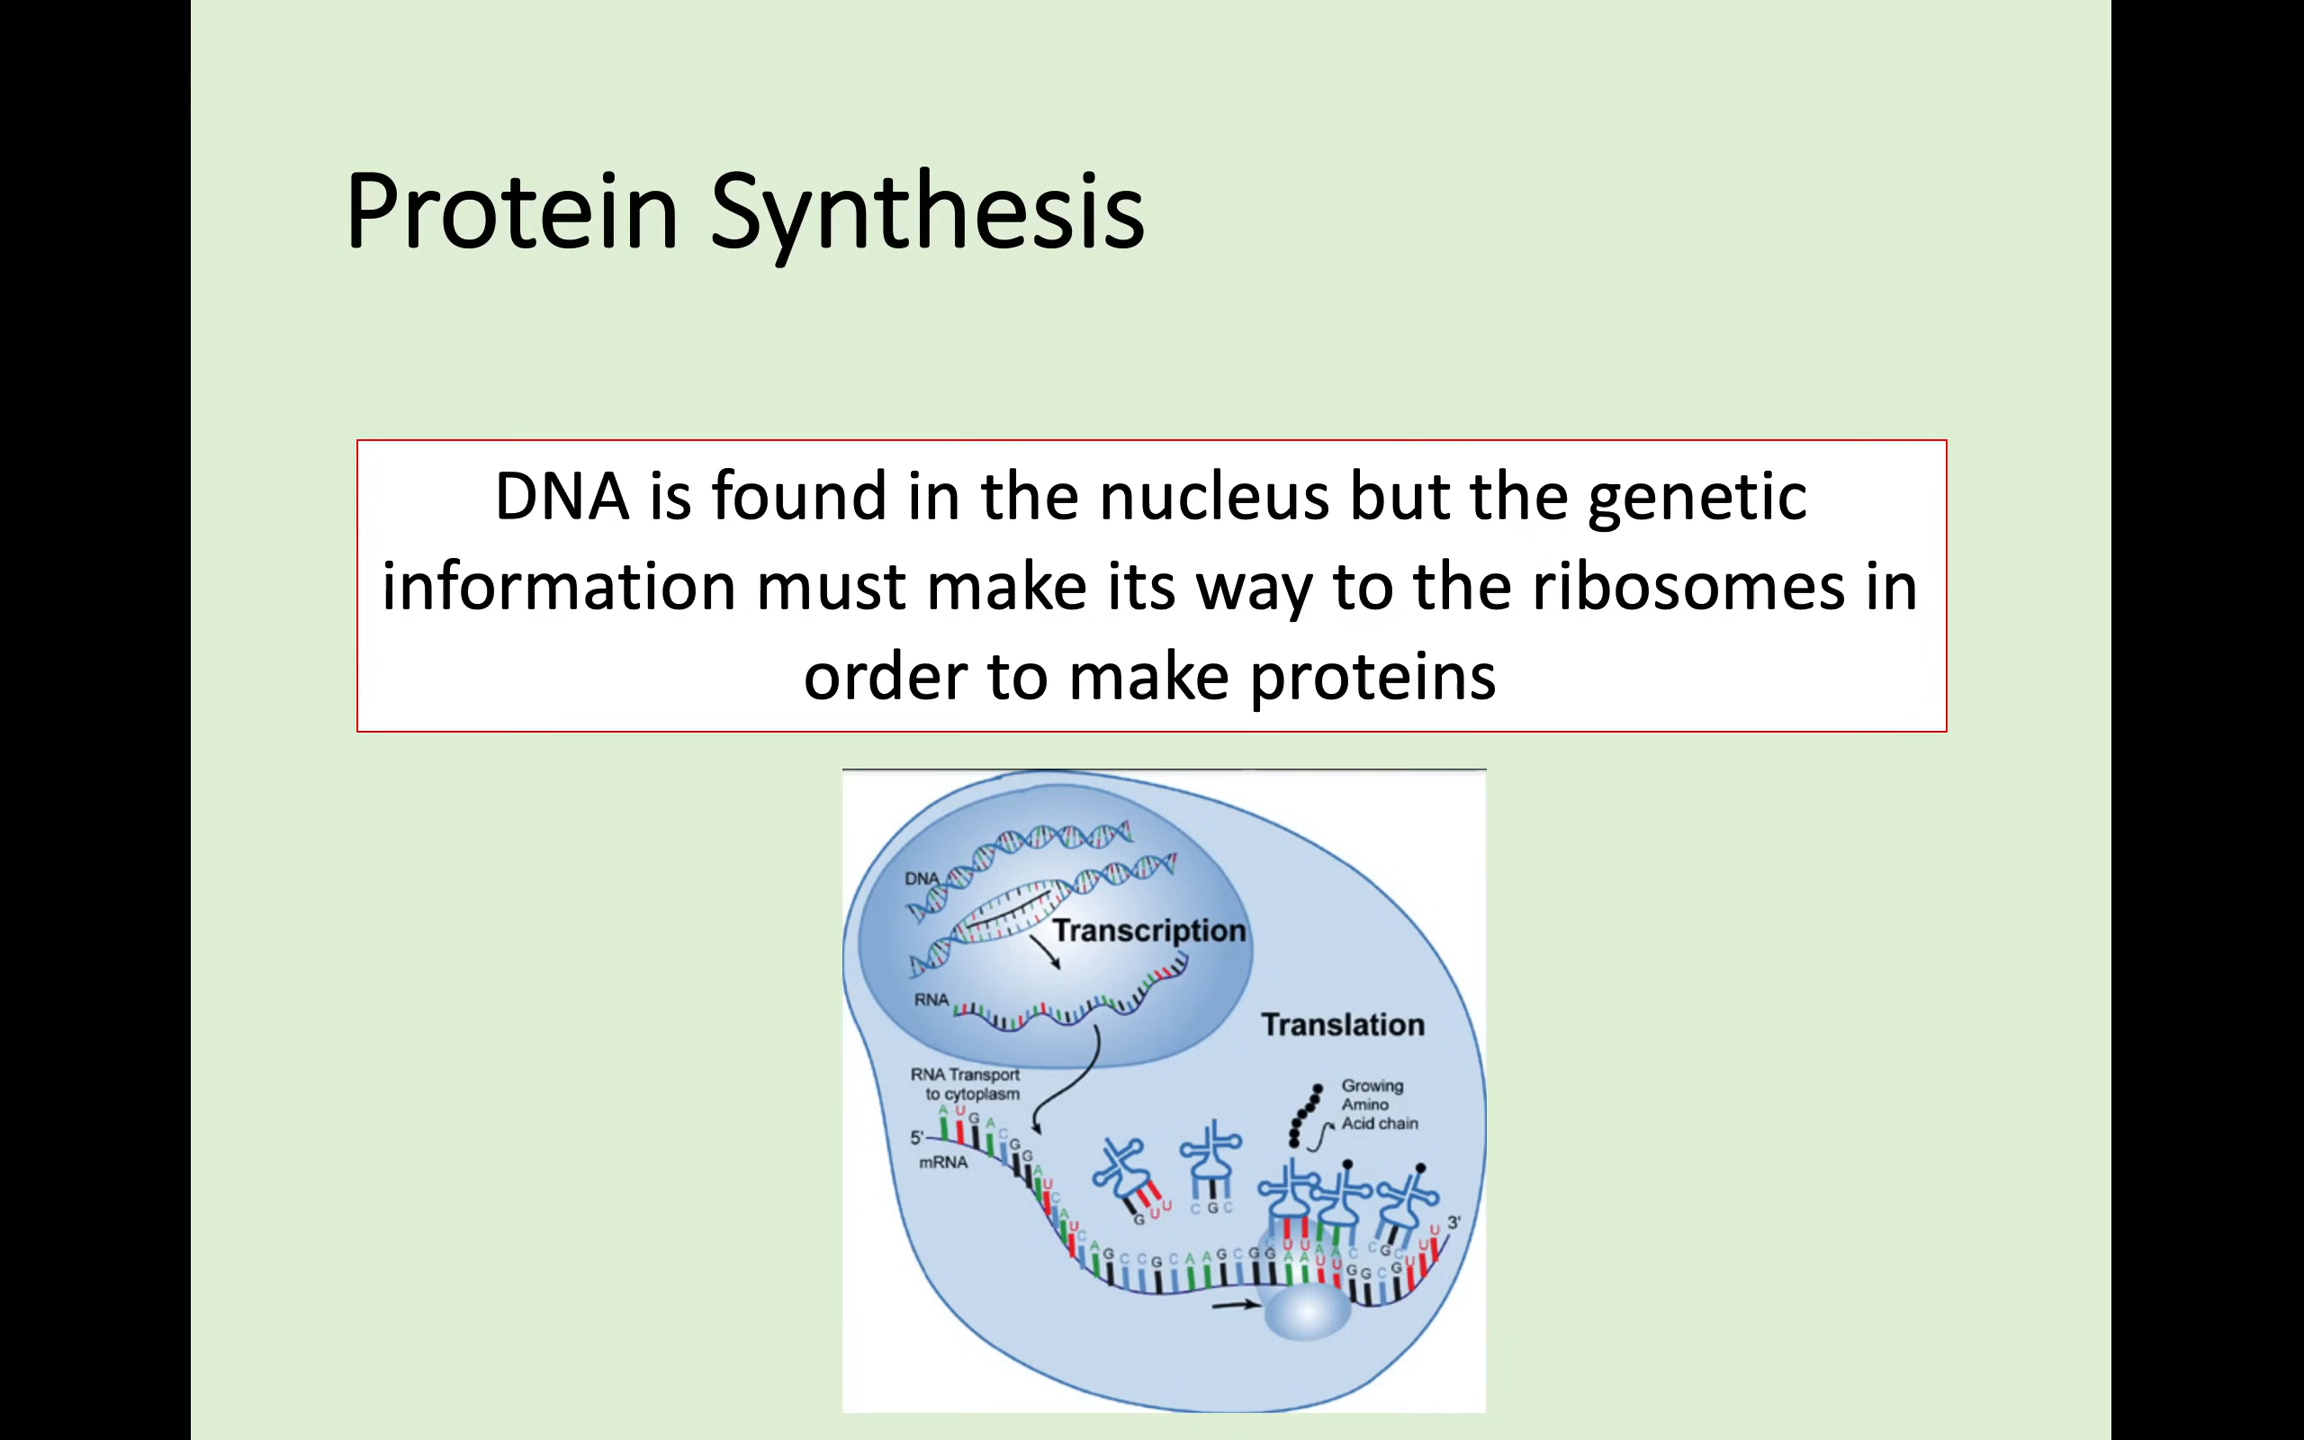 Protein Synthesis
DNA is found in the nucleus but the genetic
information must make its way to the ribosomes in
order to make proteins
DNA
Transcription
RNA
Translation
RNA Transport
to cytoplasm
Growing
Amino
Acid chain
A U G A C G G A U C A U C A G C C G C A A G C G G A A U U G G C G U U U
5'
mRNA
G U U
C G C
C U U A A C C G C
3'